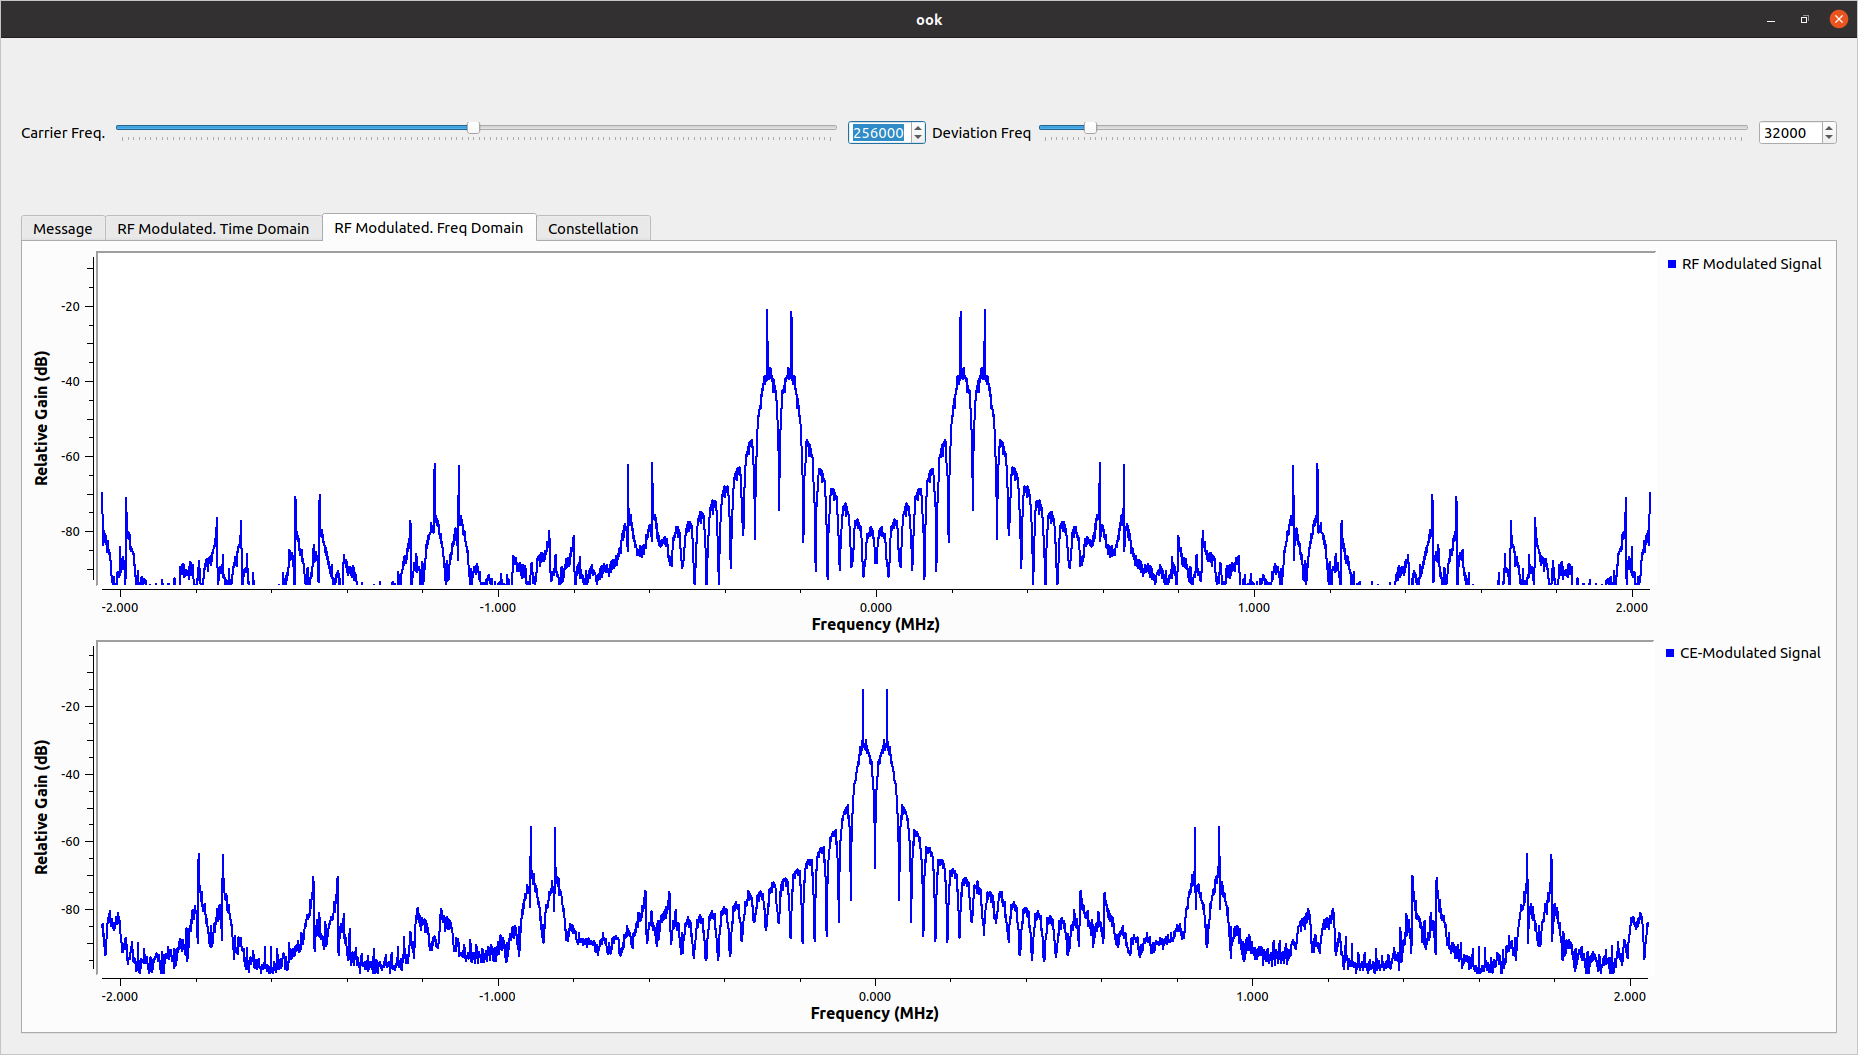 ook
Carrier Freq. 256000 Deviation Freq 32000
Message RF Modulated. Time Domain RF Modulated. Freq Domain Constellation
RF Modulated Signal
Relative Gain (dB)
-20
-40
-60
-80
-2.000 -1.000 0.000 1.000 2.000
Frequency (MHz)
CE-Modulated Signal
Relative Gain (dB)
-20
-40
-60
-80
-2.000 -1.000 0.000 1.000 2.000
Frequency (MHz)